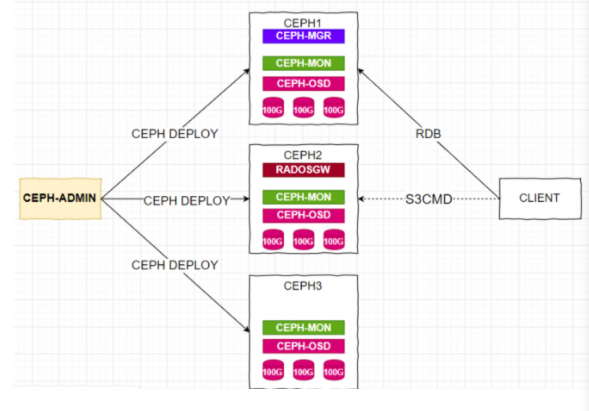 CEPH1
CEPH-MGR
CEPH-MON
CEPH-OSD
100G 100G 100G
CEPH DEPLOY
RDB
CEPH2
RADOSGW
CEPH-ADMIN
CEPH DEPLOY
CEPH-MON
S3CMD
CLIENT
CEPH-OSD
100G 100G 100G
CEPH DEPLOY
CEPH3
CEPH-MON
CEPH-OSD
100G 100G 100G